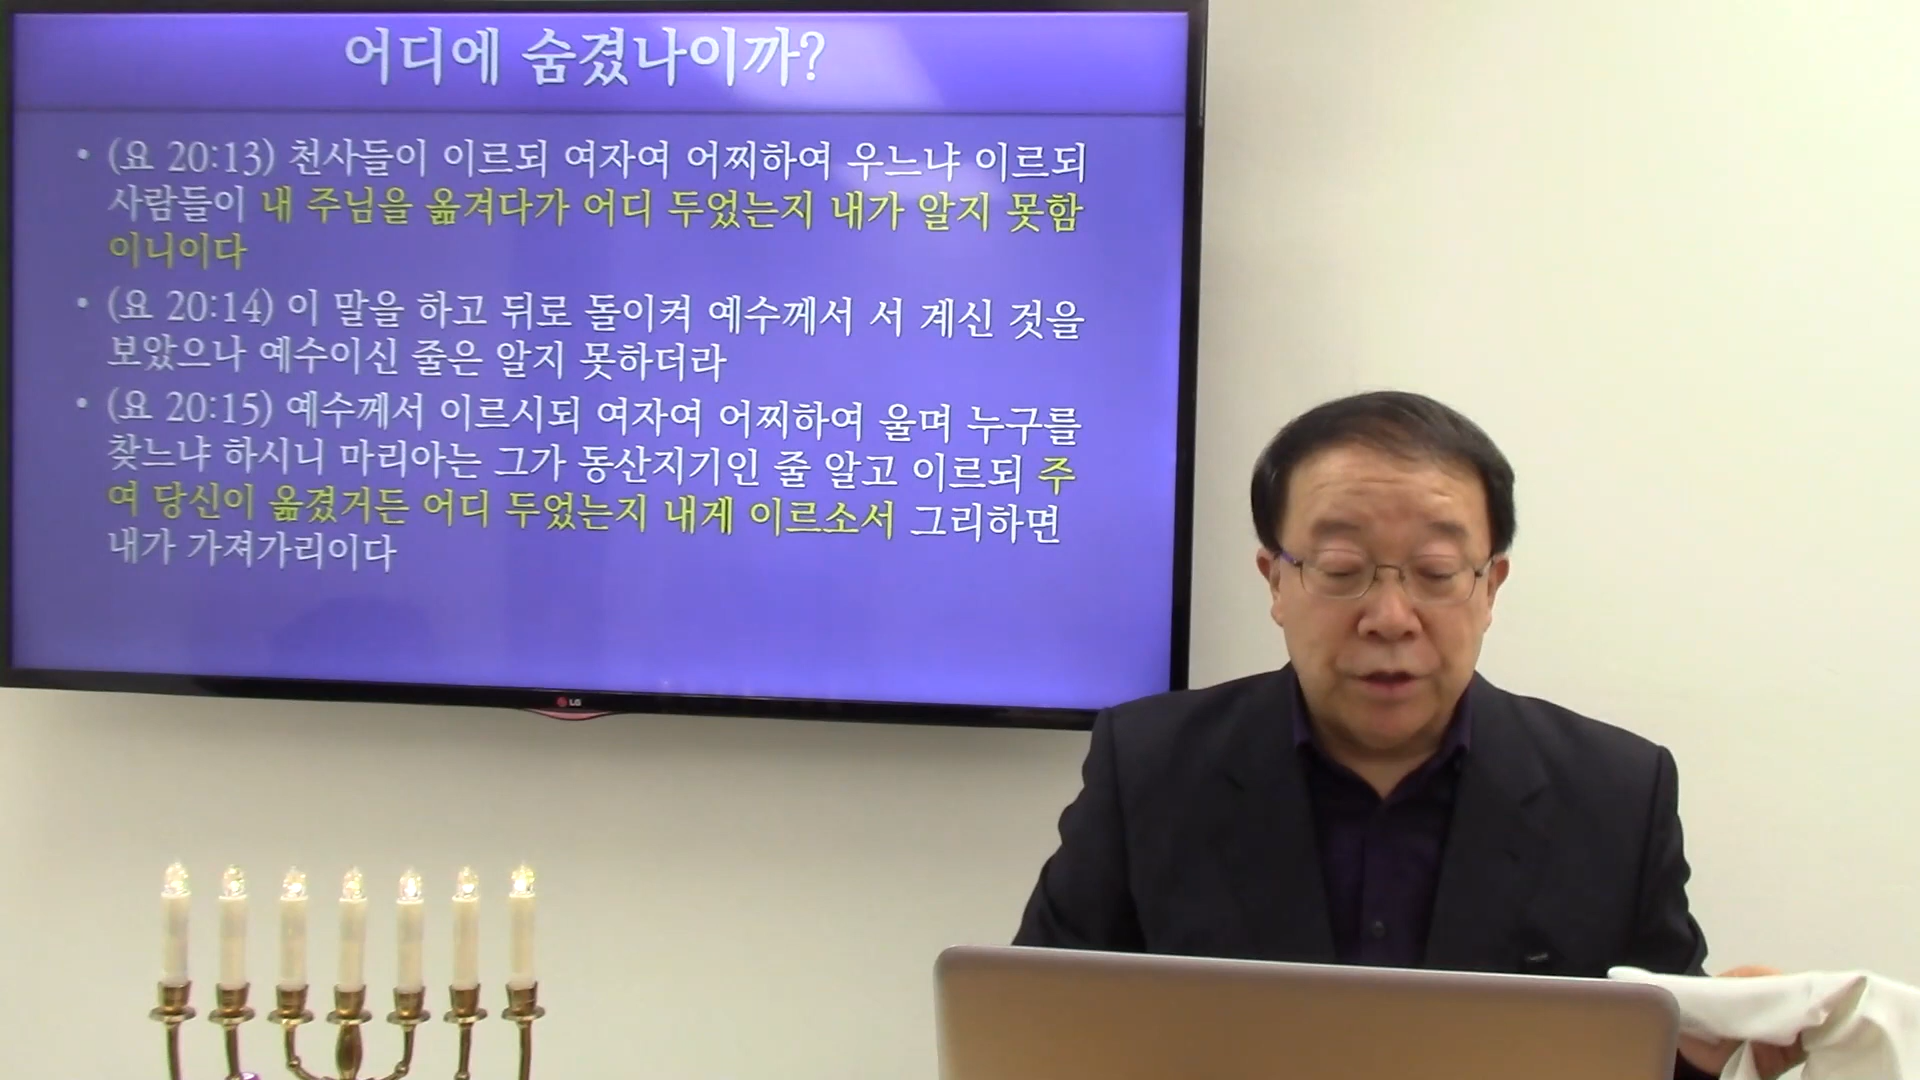 어디에 숨겼나이까?
• (요 20:13) 천사들이 이르되 여자여 어찌하여 우느냐 이르되
사람들이 내 주님을 옮겨다가 어디 두었는지 내가 알지 못함
이니이다
• (요 20:14) 이 말을 하고 뒤로 돌이켜 예수께서 서 계신 것을
보았으나 예수이신 줄은 알지 못하더라
• (요 20:15) 예수께서 이르시되 여자여 어찌하여 울며 누구를
찾느냐 하시니 마리아는 그가 동산지기인 줄 알고 이르되 주
여 당신이 옮겼거든 어디 두었는지 내게 이르소서 그리하면
내가 가져가리이다
LG